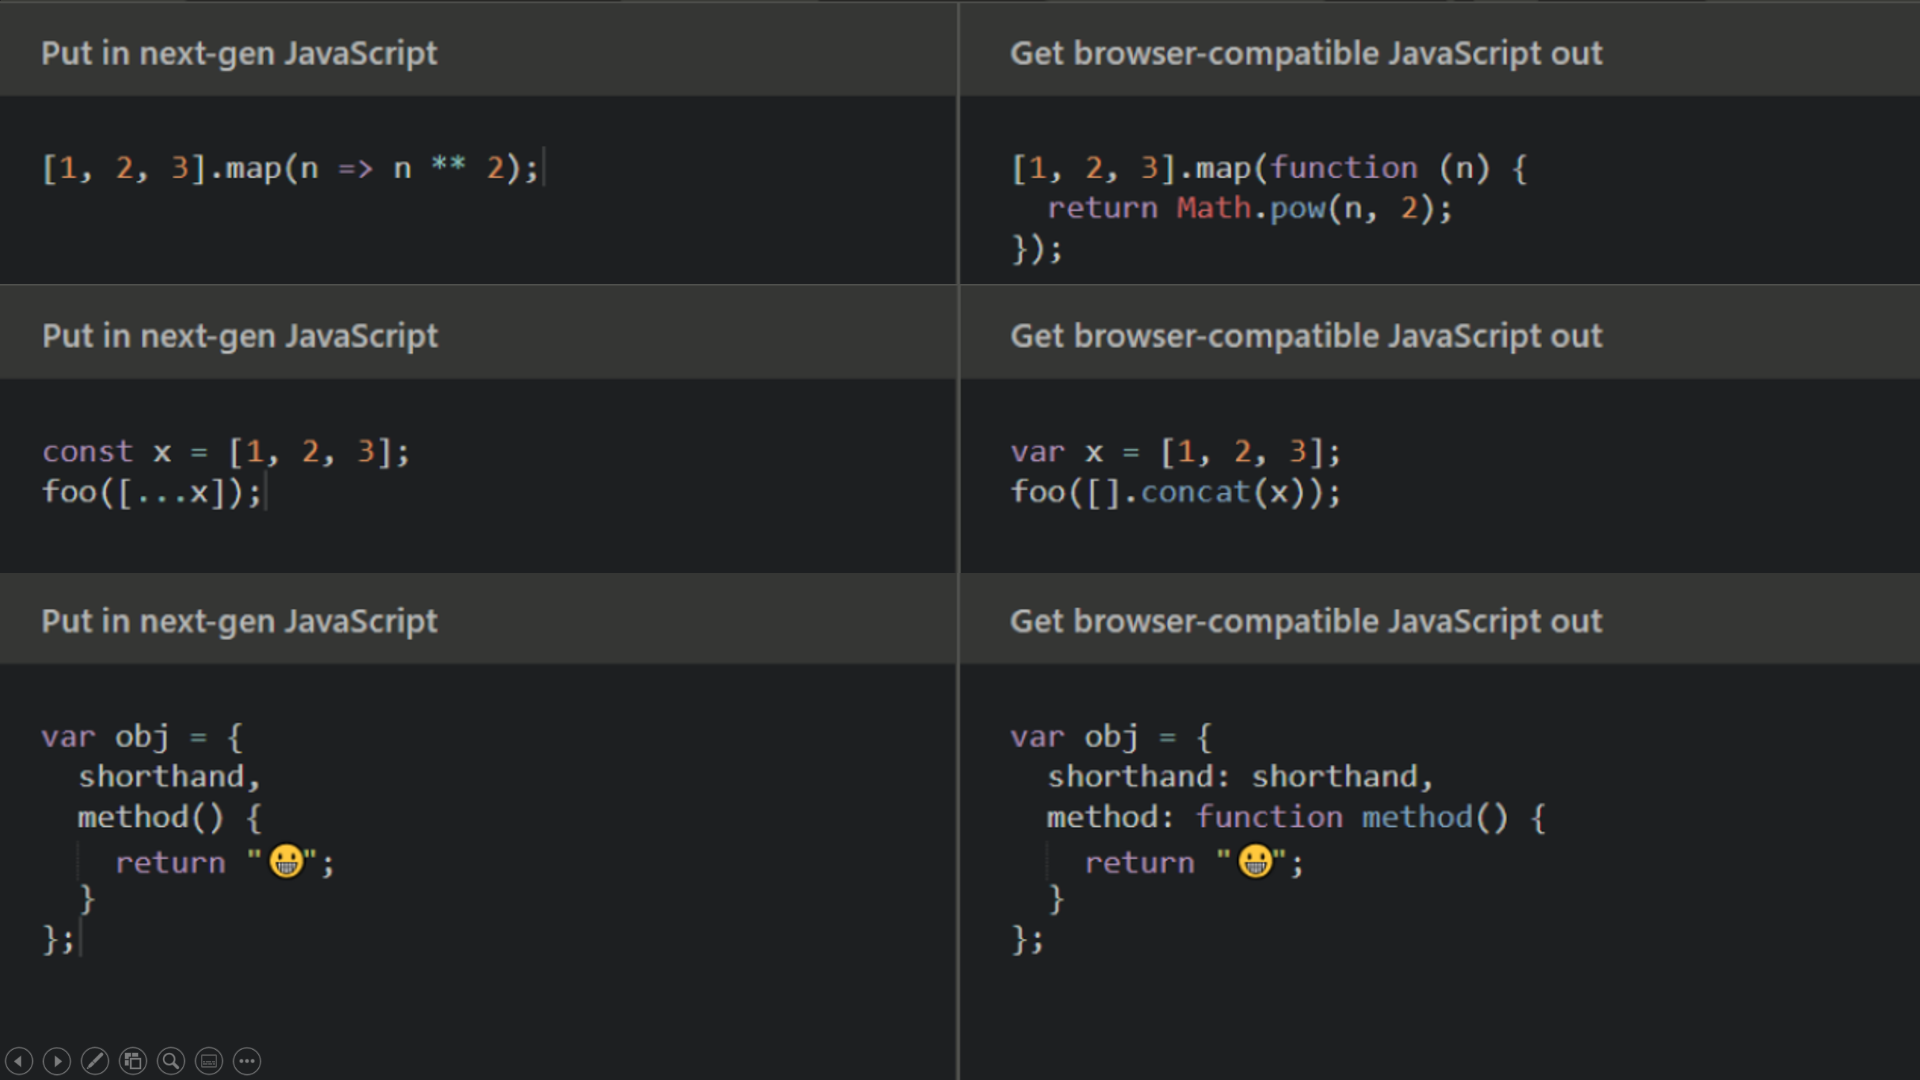 Put in next-gen JavaScript
Get browser-compatible JavaScript out
[1, 2, 3].map(n => n ** 2);
[1, 2, 3].map(function (n) {
  return Math.pow(n, 2);
});
Put in next-gen JavaScript
Get browser-compatible JavaScript out
const x = [1, 2, 3];
foo([...x]);
var x = [1, 2, 3];
foo([].concat(x));
Put in next-gen JavaScript
Get browser-compatible JavaScript out
var obj = {
  shorthand,
  method() {
    return "😀";
  }
};
var obj = {
  shorthand: shorthand,
  method: function method() {
    return "😀";
  }
};